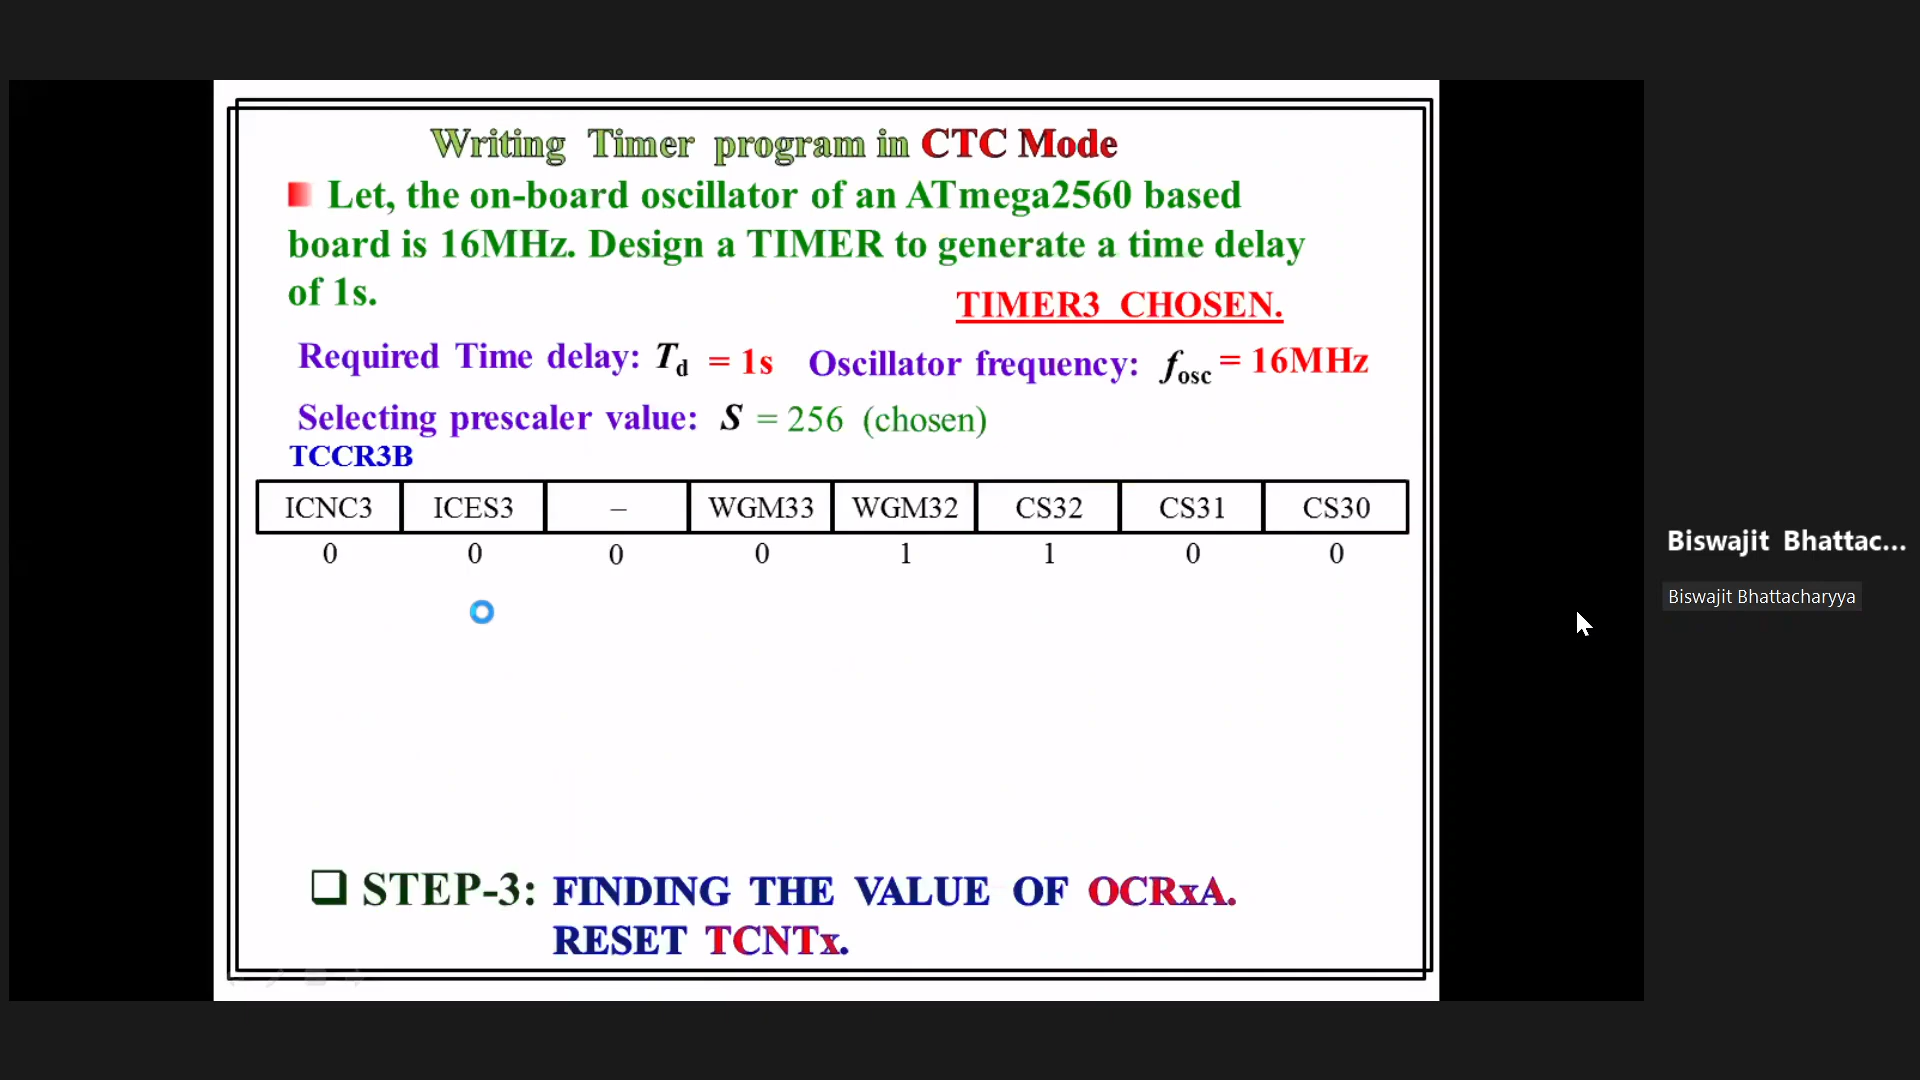 Writing Timer program in CTC Mode
Let, the on-board oscillator of an ATmega2560 based
board is 16MHz. Design a TIMER to generate a time delay
of 1s.
TIMER3 CHOSEN.
Required Time delay: Td = 1s Oscillator frequency: fosc = 16MHz
Selecting prescaler value: S = 256 (chosen)
TCCR3B
ICNC3 ICES3 – WGM33 WGM32 CS32 CS31 CS30
0 0 0 0 1 1 0 0
STEP-3: FINDING THE VALUE OF OCRxA.
RESET TCNTx.
Biswajit Bhattac...
Biswajit Bhattacharyya